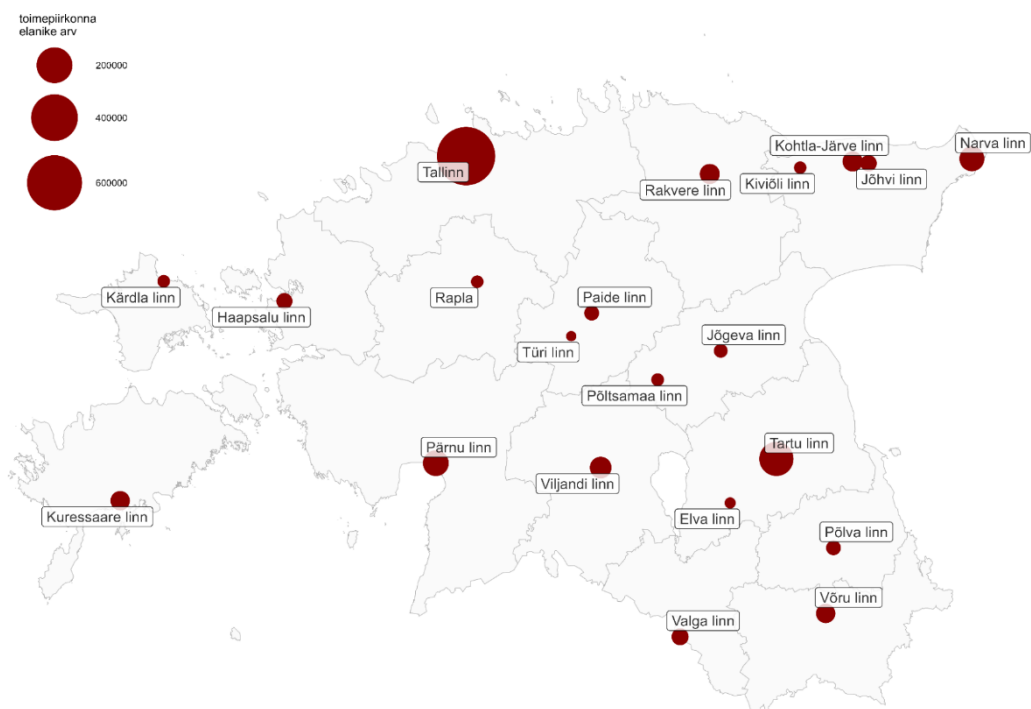 toimepiirkonna
elanike arv
200000
400000
600000
Tallinn
Rakvere linn
Kohtla-Järve linn
Kiviõli linn
Jõhvi linn
Narva linn
Kärdla linn
Haapsalu linn
Rapla
Paide linn
Türi linn
Jõgeva linn
Põltsamaa linn
Pärnu linn
Viljandi linn
Tartu linn
Kuressaare linn
Elva linn
Põlva linn
Võru linn
Valga linn